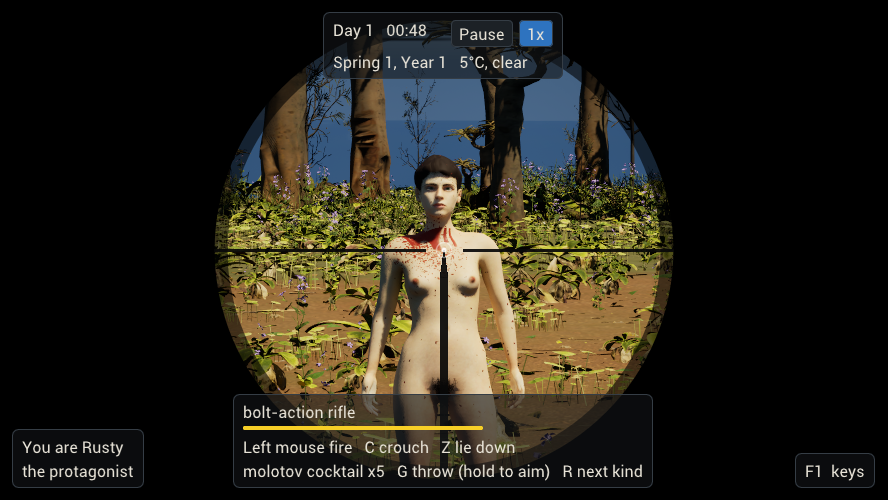 Day 1 00:48 Pause 1x
Spring 1, Year 1 5°C, clear
bolt-action rifle
Left mouse fire C crouch Z lie down
molotov cocktail x5 G throw (hold to aim) R next kind
You are Rusty
the protagonist
F1 keys